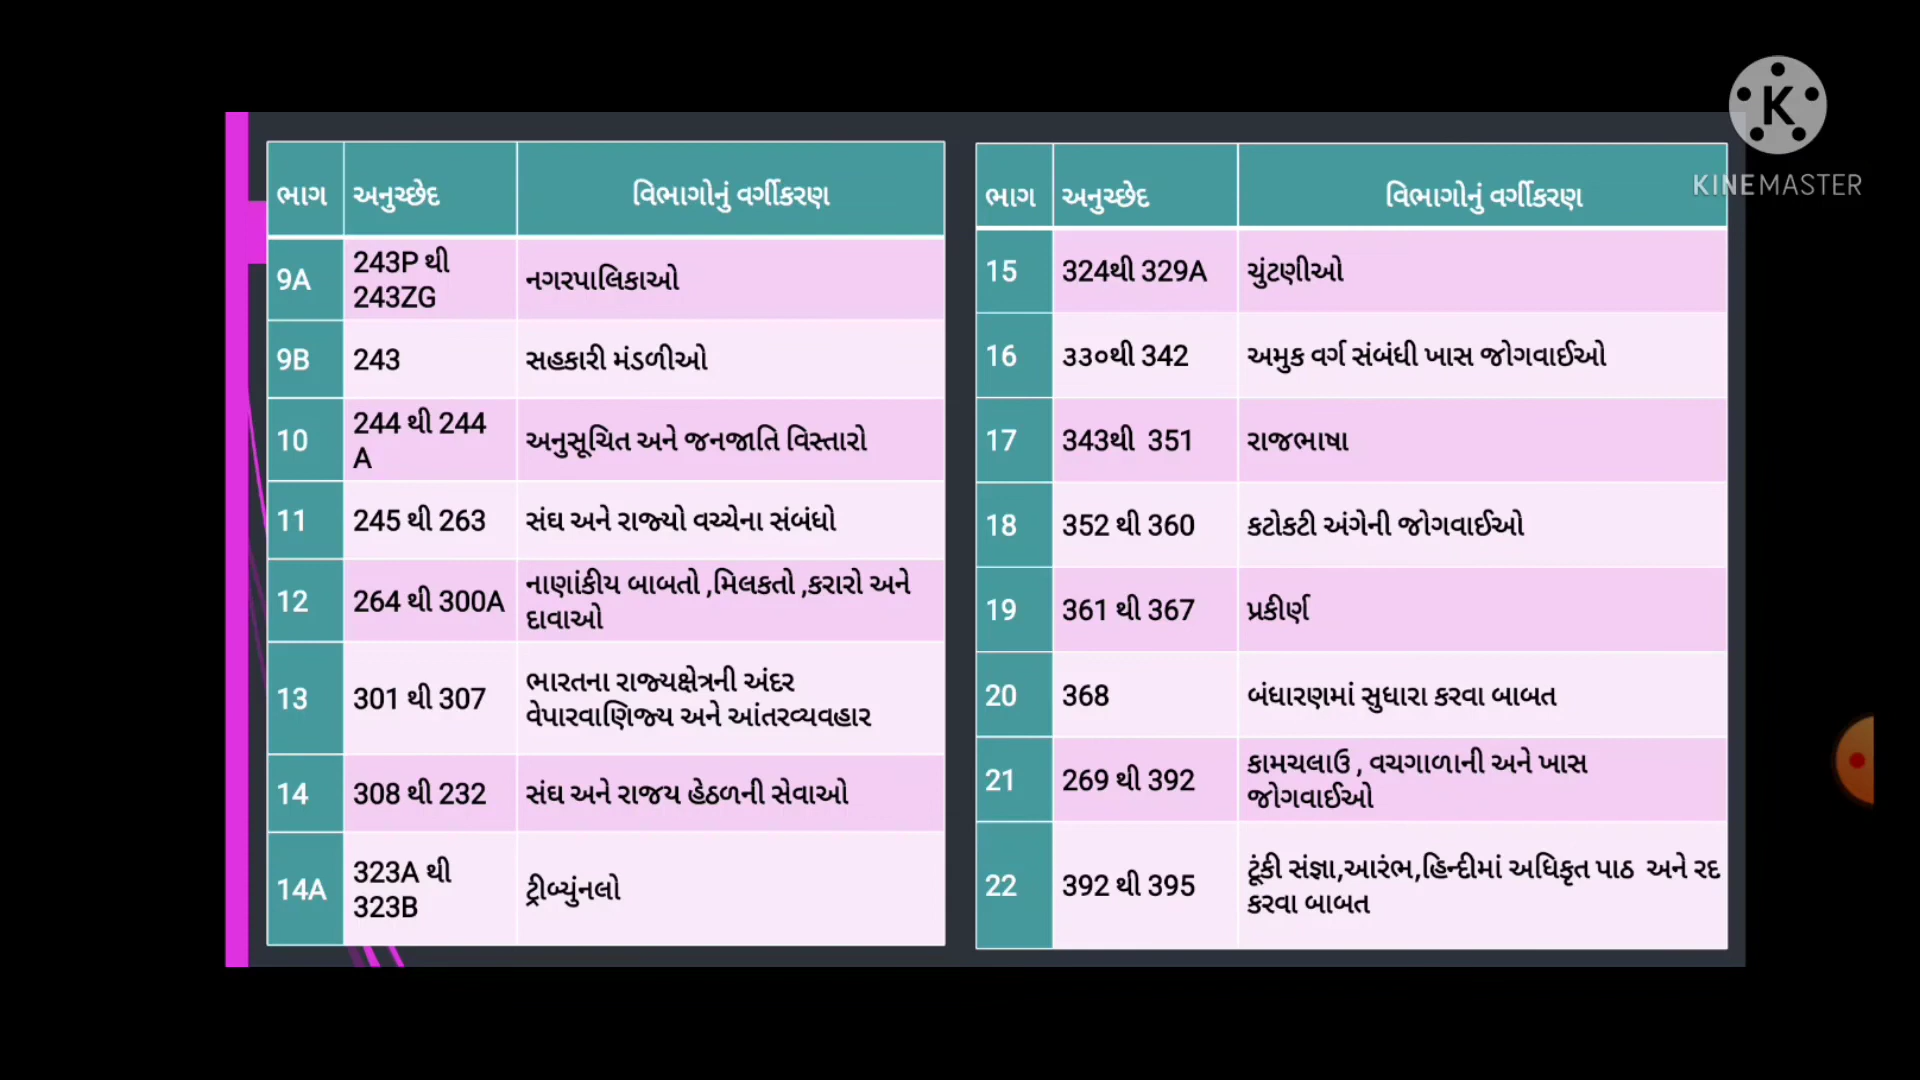 ભાગ અનુચ્છેદ વિભાગોનું વર્ગીકરણ
9A 243P થી 243ZG નગરપાલિકાઓ
9B 243 સહકારી મંડળીઓ
10 244 થી 244 A અનુસૂચિત અને જનજાતિ વિસ્તારો
11 245 થી 263 સંઘ અને રાજ્યો વચ્ચેના સંબંધો
12 264 થી 300A નાણાંકીય બાબતો ,મિલકતો ,કરારો અને
દાવાઓ
13 301 થી 307 ભારતના રાજ્યક્ષેત્રની અંદર
વેપારવાણિજ્ય અને આંતરવ્યવહાર
14 308 થી 232 સંઘ અને રાજય હેઠળની સેવાઓ
14A 323A થી 323B ટ્રીબ્યુંનલો
ભાગ અનુચ્છેદ વિભાગોનું વર્ગીકરણ
15 324થી 329A ચુંટણીઓ
16 ૩૩૦થી 342 અમુક વર્ગ સંબંધી ખાસ જોગવાઈઓ
17 343થી 351 રાજભાષા
18 352 થી 360 કટોકટી અંગેની જોગવાઈઓ
19 361 થી 367 પ્રકીર્ણ
20 368 બંધારણમાં સુધારા કરવા બાબત
21 269 થી 392 કામચલાઉ , વચગાળાની અને ખાસ
જોગવાઈઓ
22 392 થી 395 ટૂંકી સંજ્ઞા,આરંભ,હિન્દીમાં અધિકૃત પાઠ અને રદ
કરવા બાબત
K
KINEMASTER